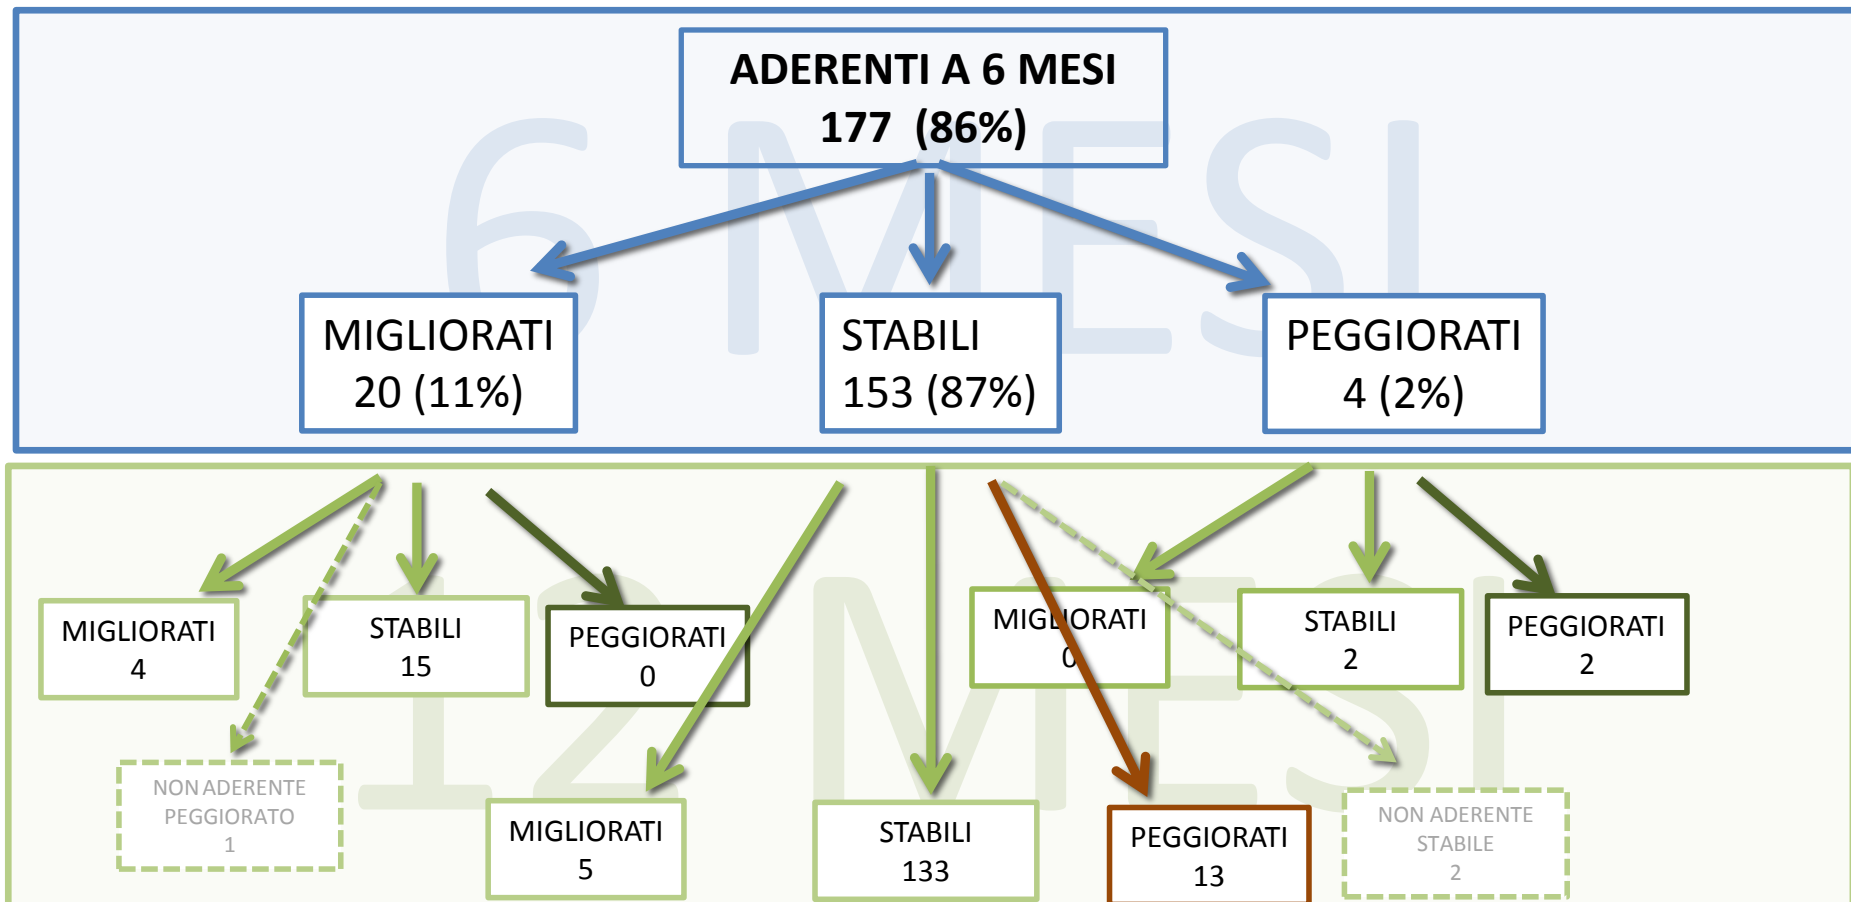 ADERENTI A 6 MESI
177 (86%)
6 MESI
MIGLIORATI
20 (11%)
STABILI
153 (87%)
PEGGIORATI
4 (2%)
12 MESI
MIGLIORATI
4
STABILI
15
PEGGIORATI
0
MIGLIORATI
0
STABILI
2
PEGGIORATI
2
NON ADERENTE
PEGGIORATO
1
MIGLIORATI
5
STABILI
133
PEGGIORATI
13
NON ADERENTE
STABILE
2